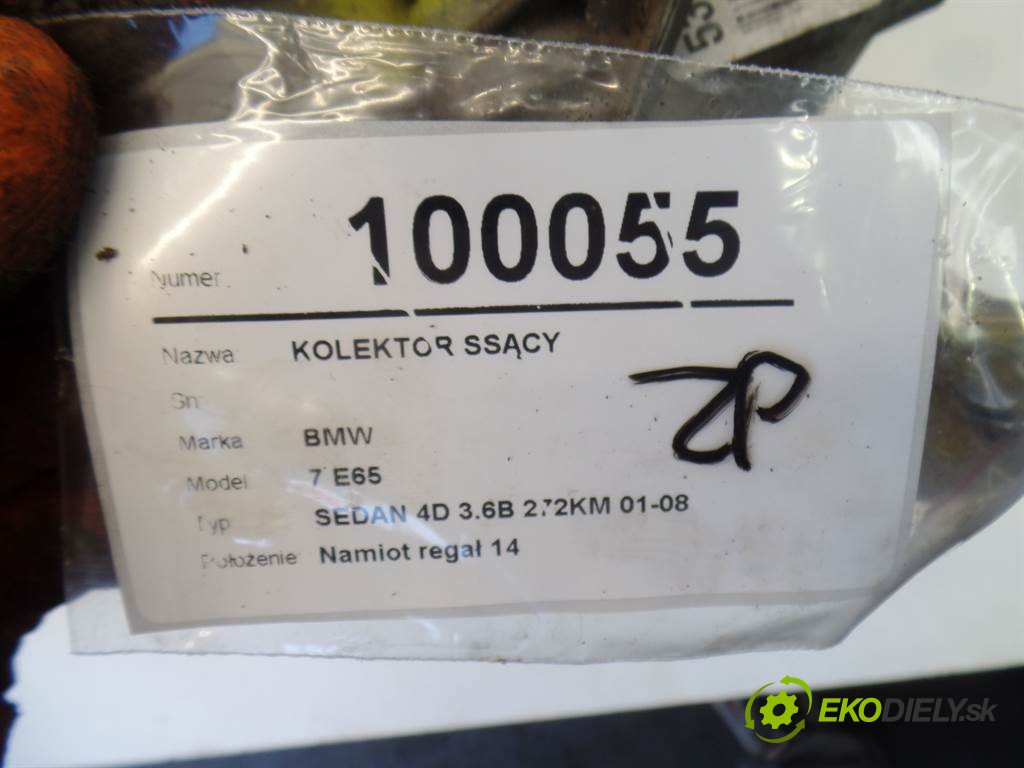 53
Numer 100055
Nazwa: KOLEKTOR SSĄCY
Sn:
Marka BMW
Model 7 E65
Typ SEDAN 4D 3.6B 272KM 01-08
Położenie: Namiot regał 14
ZP
EKODIELY.sk